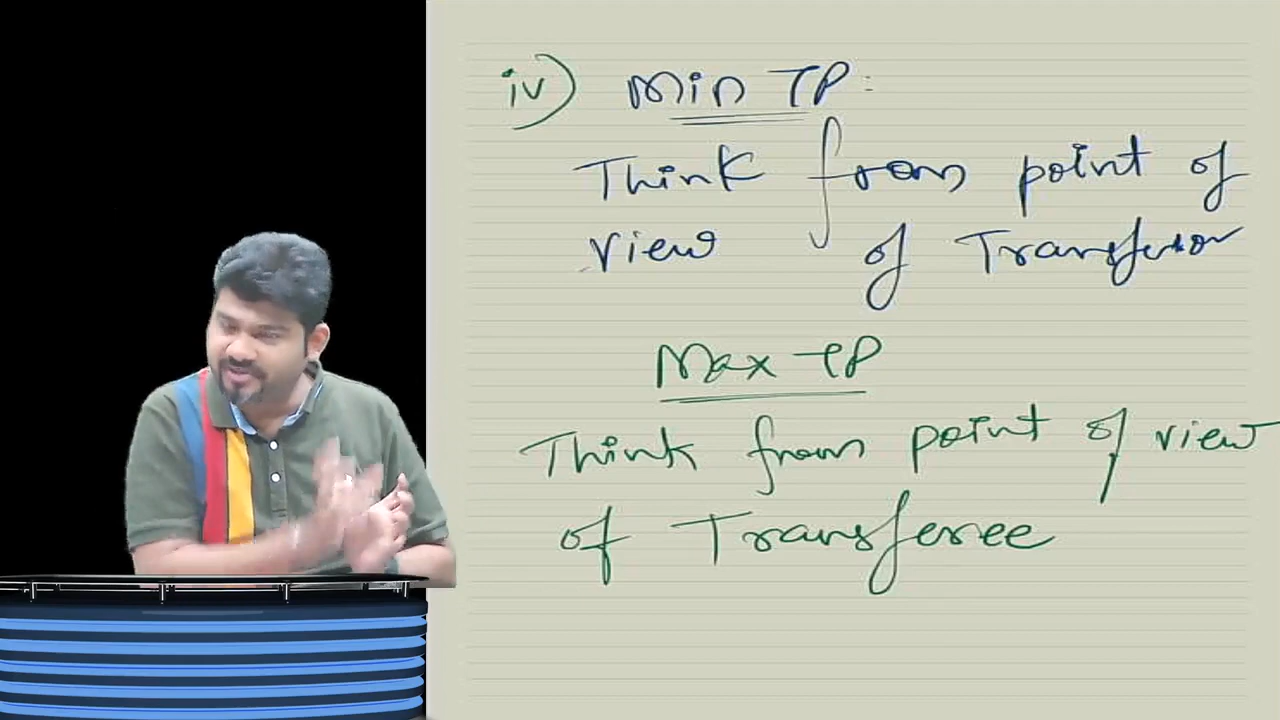 iv) Min TP:
Think from point of
view of Transferor
Max TP
Think from point of view
of Transferee